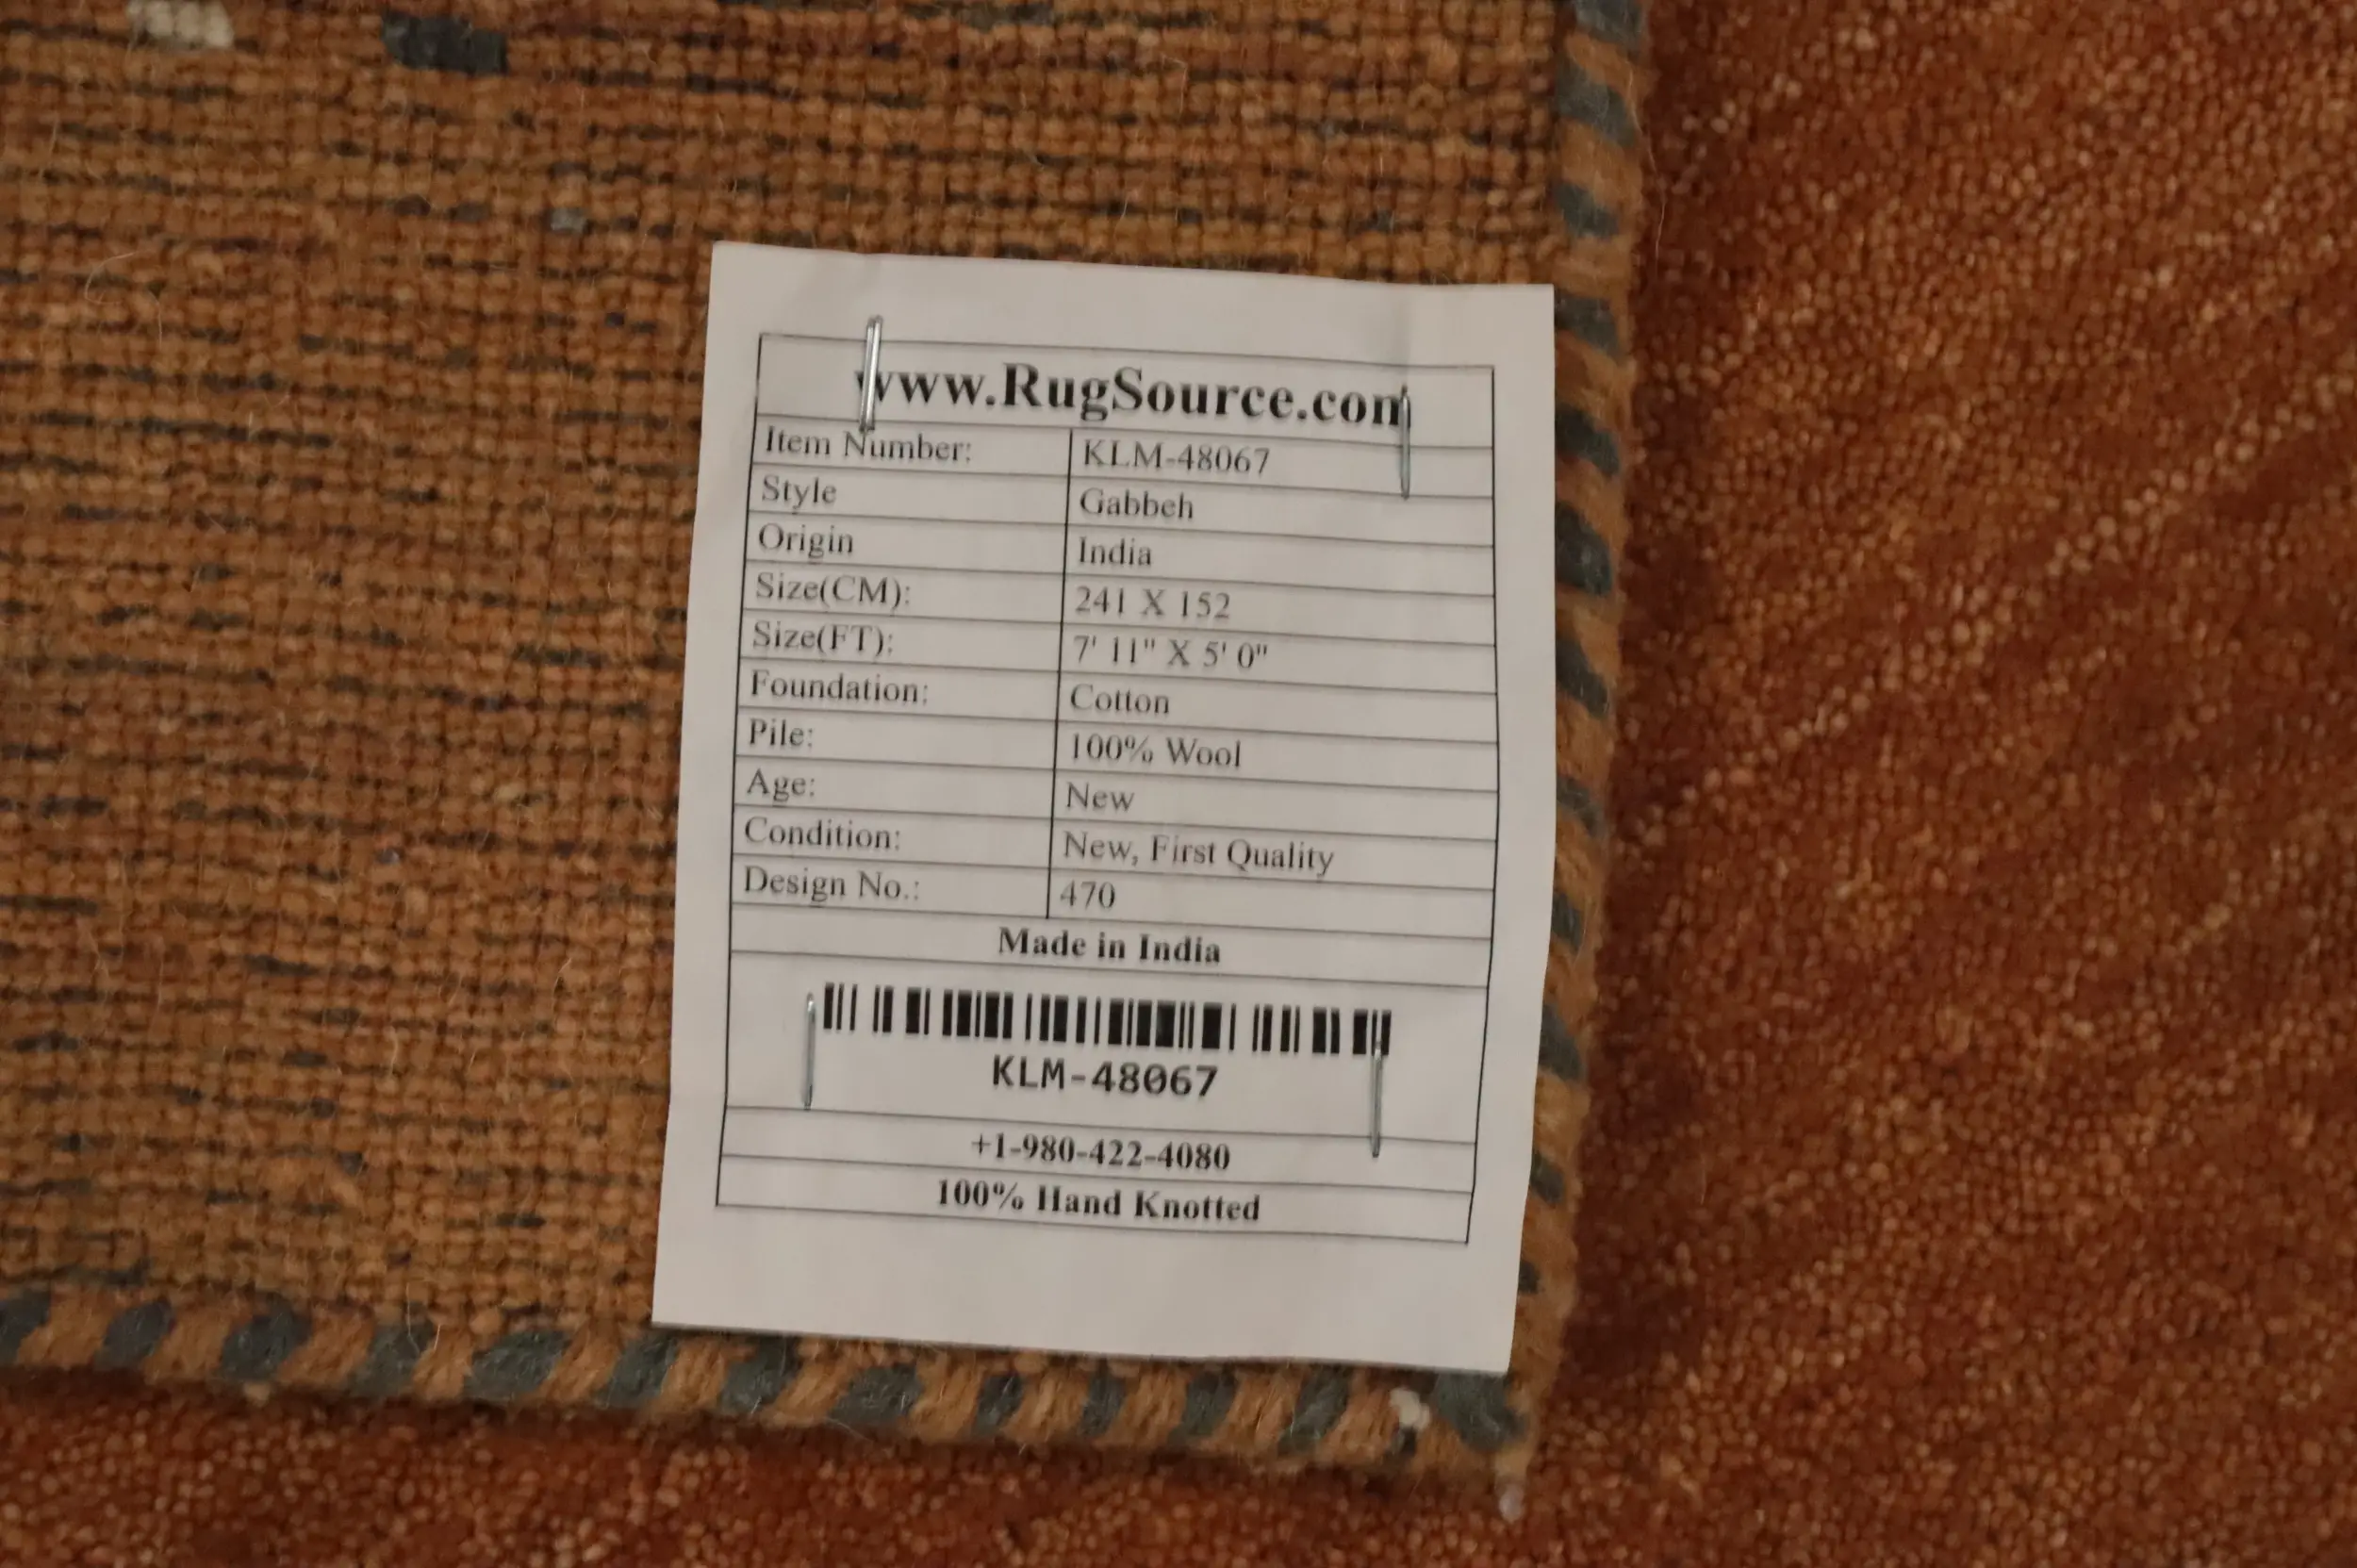 www.RugSource.com
Item Number: KLM-48067
Style Gabbeh
Origin India
Size(CM): 241 X 152
Size(FT): 7' 11" X 5' 0"
Foundation: Cotton
Pile: 100% Wool
Age: New
Condition: New, First Quality
Design No.: 470
Made in India
KLM-48067
+1-980-422-4080
100% Hand Knotted